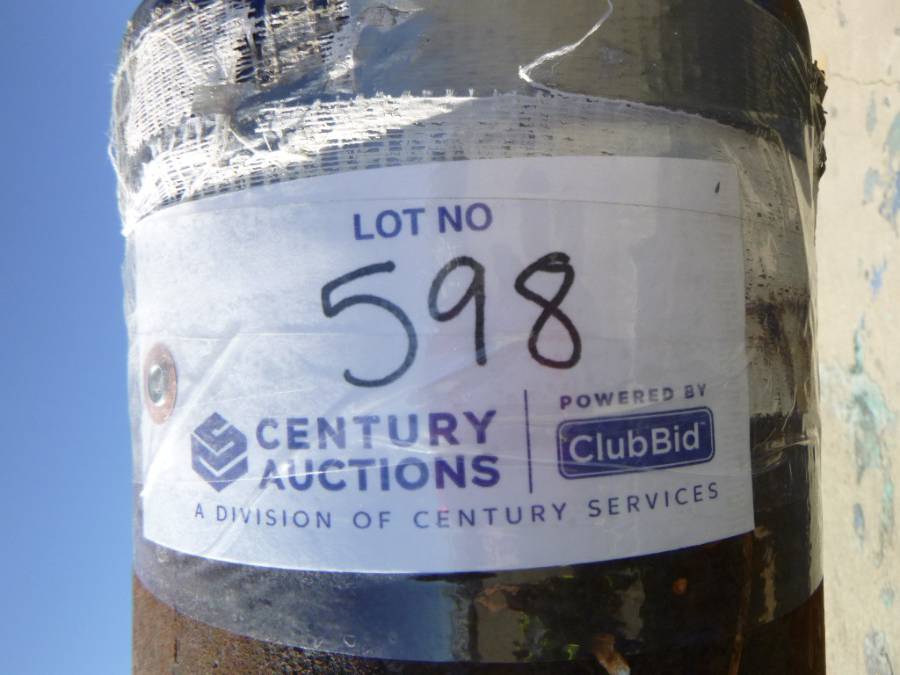 LOT NO
598
CENTURY
AUCTIONS
POWERED BY
ClubBid
A DIVISION OF CENTURY SERVICES